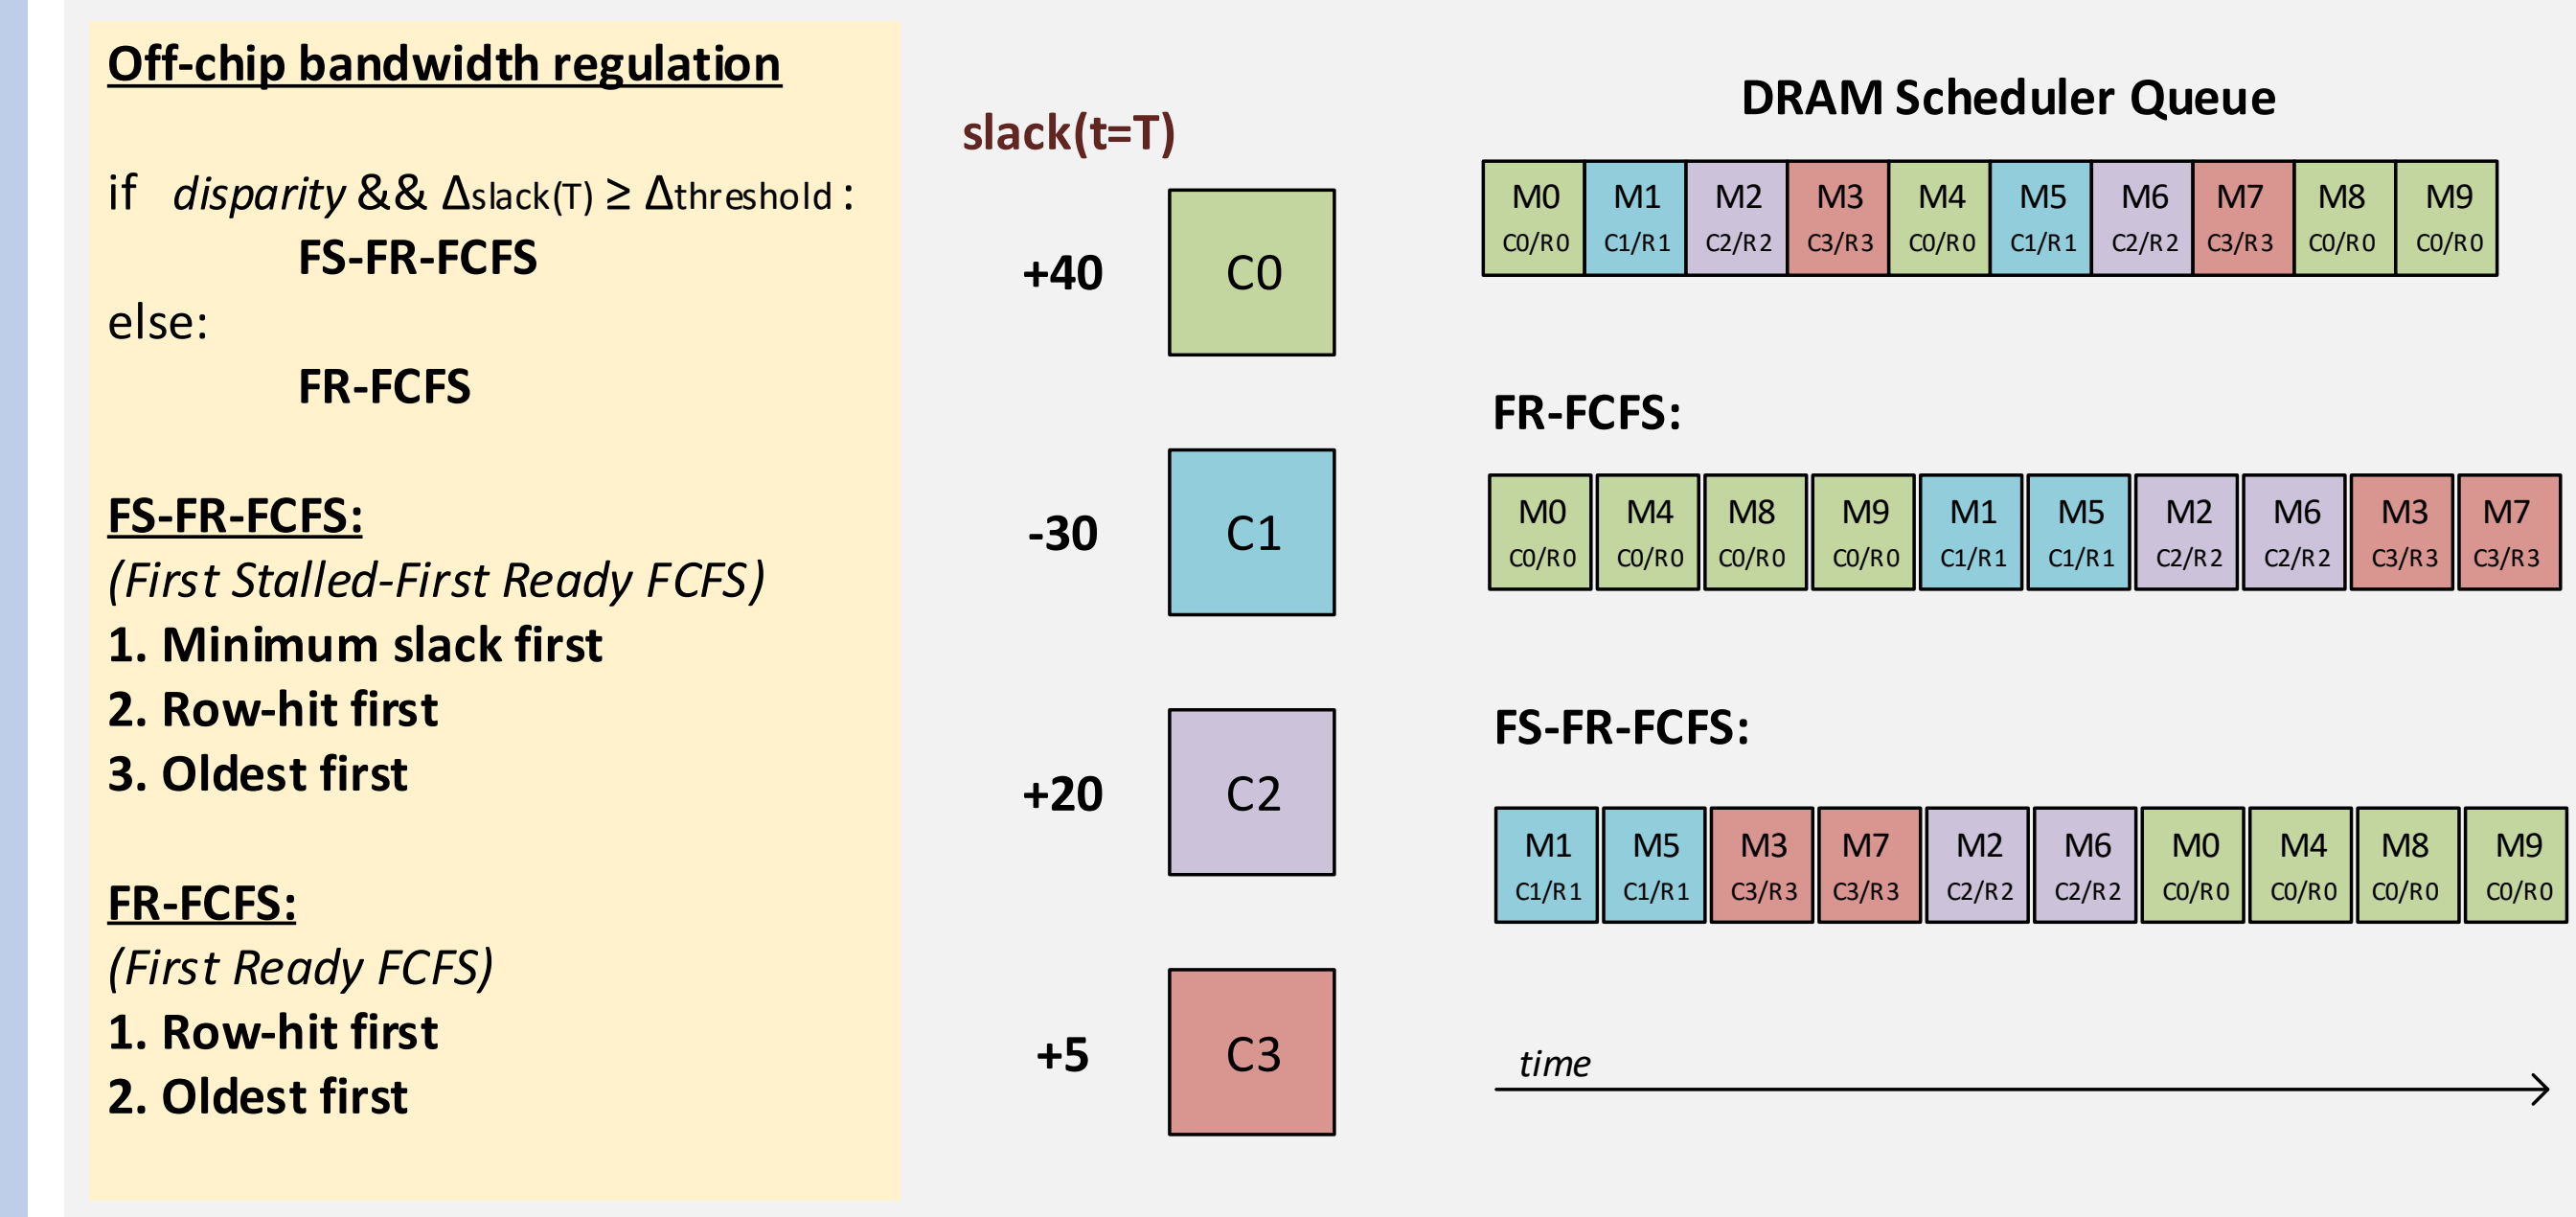 Off-chip bandwidth regulation
if disparity && Δslack(T) ≥ Δthreshold :
FS-FR-FCFS
else:
FR-FCFS
FS-FR-FCFS:
(First Stalled-First Ready FCFS)
1. Minimum slack first
2. Row-hit first
3. Oldest first
FR-FCFS:
(First Ready FCFS)
1. Row-hit first
2. Oldest first
slack(t=T)
+40 C0
-30 C1
+20 C2
+5 C3
DRAM Scheduler Queue
M0 M1 M2 M3 M4 M5 M6 M7 M8 M9
C0/R0 C1/R1 C2/R2 C3/R3 C0/R0 C1/R1 C2/R2 C3/R3 C0/R0 C0/R0
FR-FCFS:
M0 M4 M8 M9 M1 M5 M2 M6 M3 M7
C0/R0 C0/R0 C0/R0 C0/R0 C1/R1 C1/R1 C2/R2 C2/R2 C3/R3 C3/R3
FS-FR-FCFS:
M1 M5 M3 M7 M2 M6 M0 M4 M8 M9
C1/R1 C1/R1 C3/R3 C3/R3 C2/R2 C2/R2 C0/R0 C0/R0 C0/R0 C0/R0
time